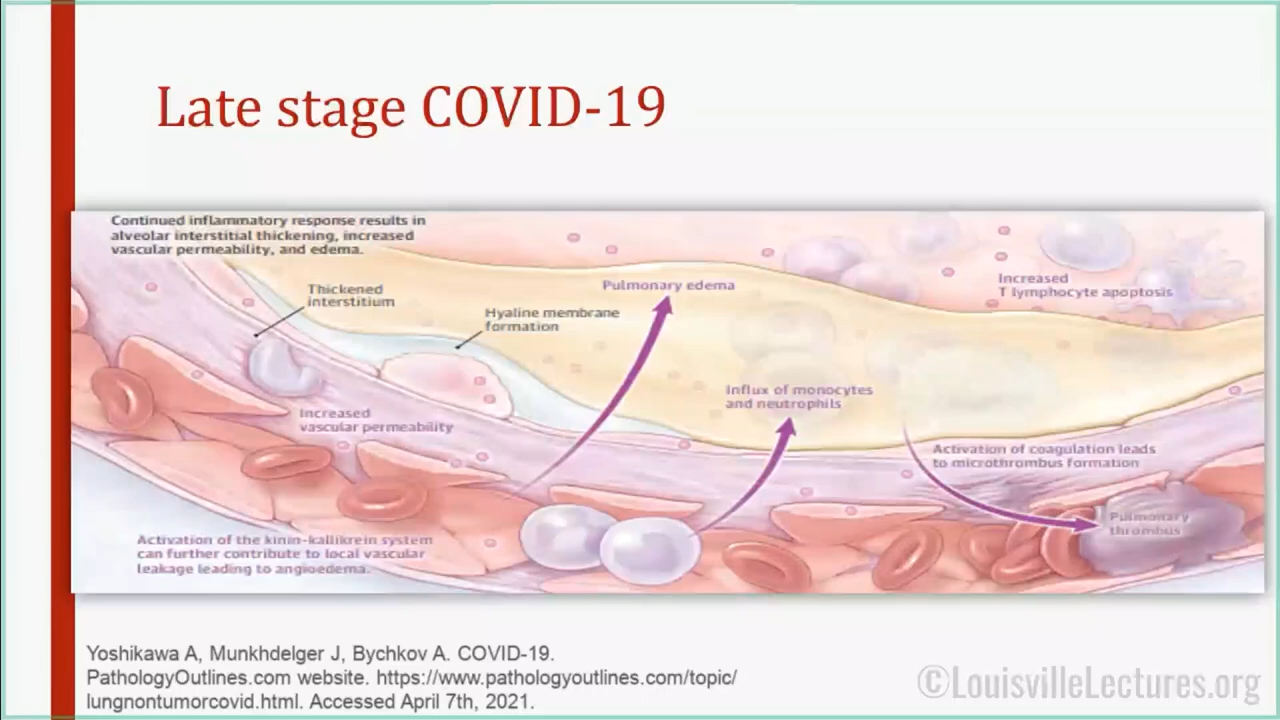 Late stage COVID-19
Continued inflammatory response results in
alveolar interstitial thickening, increased
vascular permeability, and edema.
Thickened
interstitium
Hyaline membrane
formation
Pulmonary edema
Increased
T lymphocyte apoptosis
Influx of monocytes
and neutrophils
Increased
vascular permeability
Activation of coagulation leads
to microthrombus formation
Pulmonary
thrombus
Activation of the kinin-kallikrein system
can further contribute to local vascular
leakage leading to angioedema.
Yoshikawa A, Munkhdelger J, Bychkov A. COVID-19.
PathologyOutlines.com website. https://www.pathologyoutlines.com/topic/
lungnontumorcovid.html. Accessed April 7th, 2021.
©LouisvilleLectures.org